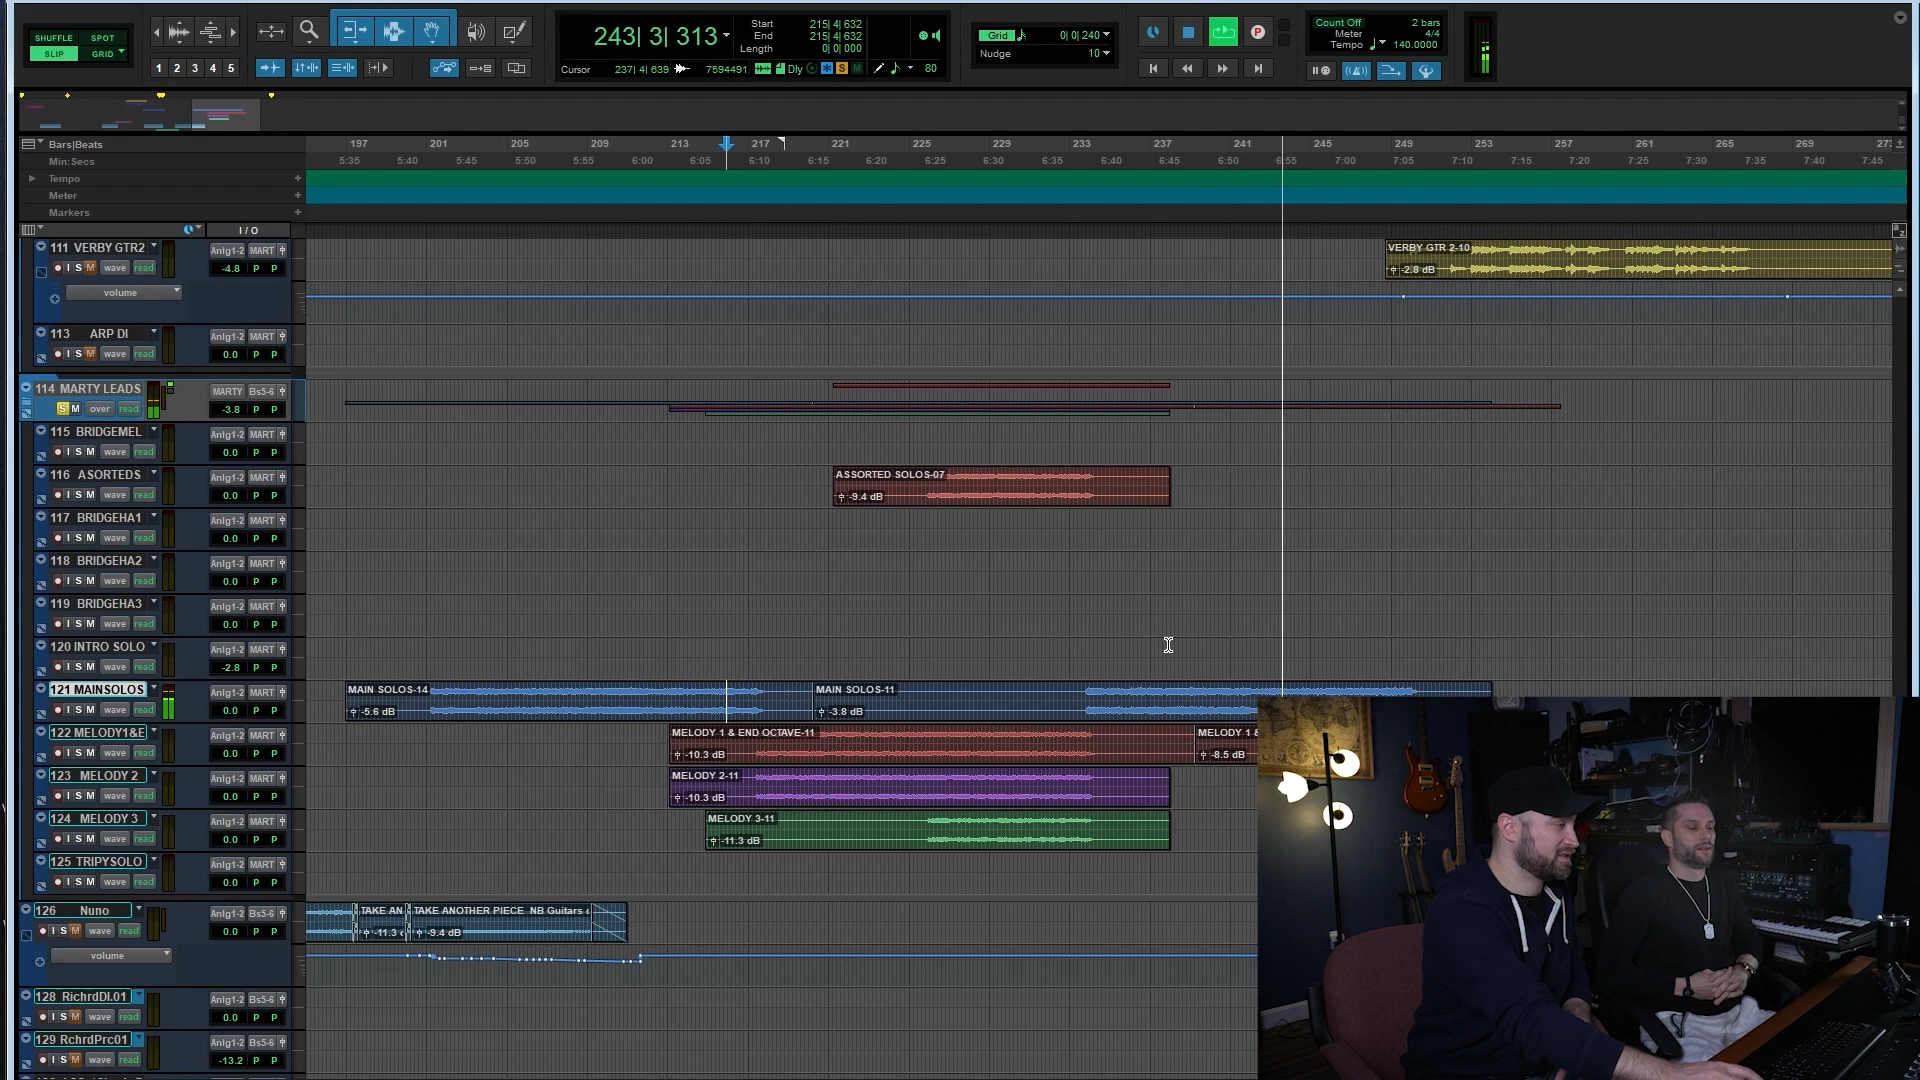 SHUFFLE SPOT
SLIP GRID
1 2 3 4 5
243| 3| 313
Start 215| 4| 632
End 215| 4| 632
Length 0| 0| 000
Cursor 237| 4| 639 7594491 Dly S M 80
Grid 0| 0| 240
Nudge 10
P
Count Off 2 bars
Meter 4/4
Tempo 140.0000
Bars|Beats 197 201 205 209 213 217 221 225 229 233 237 241 245 249 253 257 261 265 269 273
Min:Secs 5:35 5:40 5:45 5:50 5:55 6:00 6:05 6:10 6:15 6:20 6:25 6:30 6:35 6:40 6:45 6:50 6:55 7:00 7:05 7:10 7:15 7:20 7:25 7:30 7:35 7:40 7:45
Tempo
Meter
Markers
I / O
a z
111 VERBY GTR2 Anlg1-2 MART VERBY GTR 2-10
I S M wave read -4.8 P P -2.8 dB
volume
113 ARP DI Anlg1-2 MART
I S M wave read 0.0 P P
114 MARTY LEADS MARTY Bs5-6
S M over read -3.8 P P
115 BRIDGEMEL Anlg1-2 MART
I S M wave read 0.0 P P
116 ASORTEDS Anlg1-2 MART ASSORTED SOLOS-07
I S M wave read 0.0 P P -9.4 dB
117 BRIDGEHA1 Anlg1-2 MART
I S M wave read 0.0 P P
118 BRIDGEHA2 Anlg1-2 MART
I S M wave read 0.0 P P
119 BRIDGEHA3 Anlg1-2 MART
I S M wave read 0.0 P P
120 INTRO SOLO Anlg1-2 MART
I S M wave read -2.8 P P
121 MAINSOLOS Anlg1-2 MART MAIN SOLOS-14 MAIN SOLOS-11
I S M wave read 0.0 P P -5.6 dB -3.8 dB
122 MELODY1&E Anlg1-2 MART MELODY 1 & END OCTAVE-11 MELODY 1 &
I S M wave read 0.0 P P -10.3 dB -8.5 dB
123 MELODY 2 Anlg1-2 MART MELODY 2-11
I S M wave read 0.0 P P -10.3 dB
124 MELODY 3 Anlg1-2 MART MELODY 3-11
I S M wave read 0.0 P P -11.3 dB
125 TRIPYSOLO Anlg1-2 MART
I S M wave read 0.0 P P
126 Nuno Anlg1-2 Bs5-6 TAKE AN TAKE ANOTHER PIECE NB Guitars
I S M wave read 0.0 P P -11.3 -9.4 dB
volume
128 RichrdDI.01 Anlg1-2 Bs5-6
I S M wave read 0.0 P P
129 RchrdPrc01 Anlg1-2 Bs5-6
I S M wave read -13.2 P P